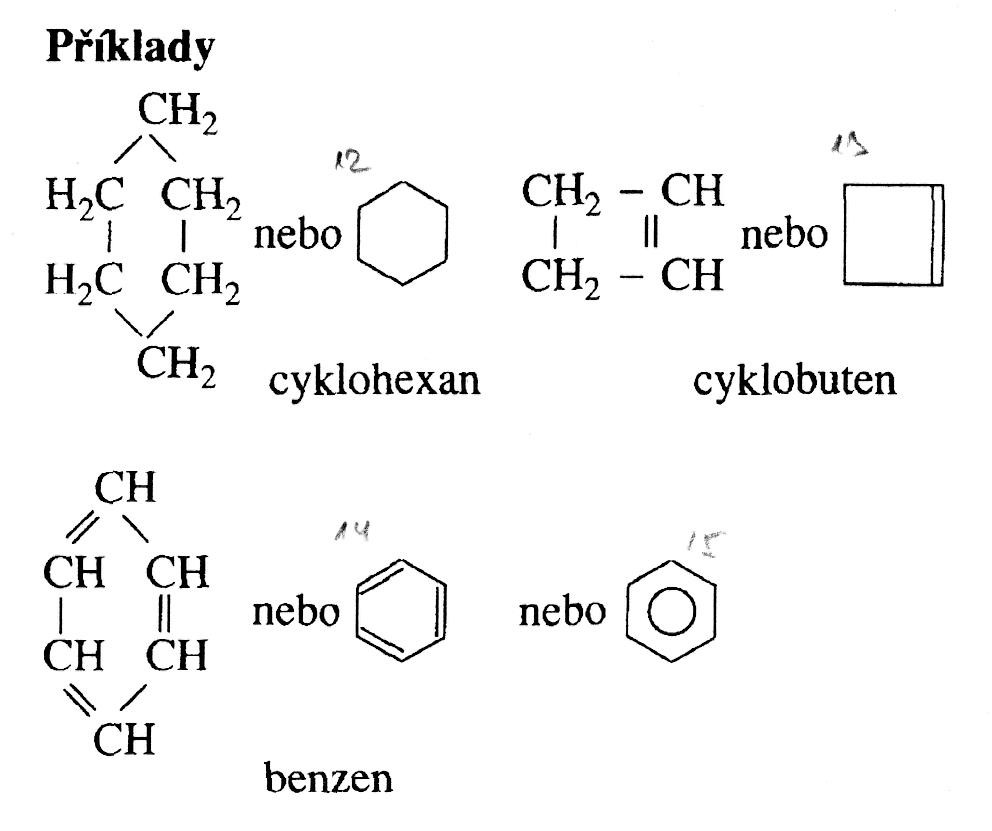 Příklady
CH₂
12
13
H₂C CH₂ nebo
CH₂ – CH
|
||
nebo
H₂C CH₂
CH₂ – CH
CH₂
cyklohexan
cyklobuten
CH
14
15
CH CH
nebo
nebo
CH CH
CH
benzen